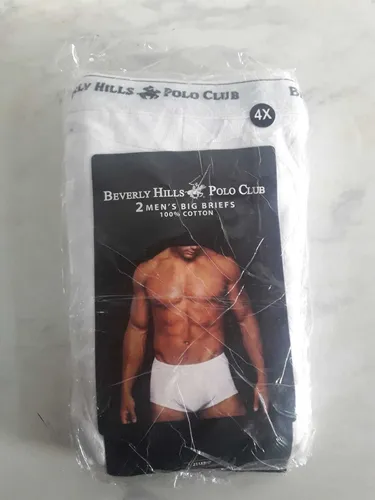 BEVERLY HILLS POLO CLUB
4X
BEVERLY HILLS POLO CLUB
2 MEN'S BIG BRIEFS
100% COTTON